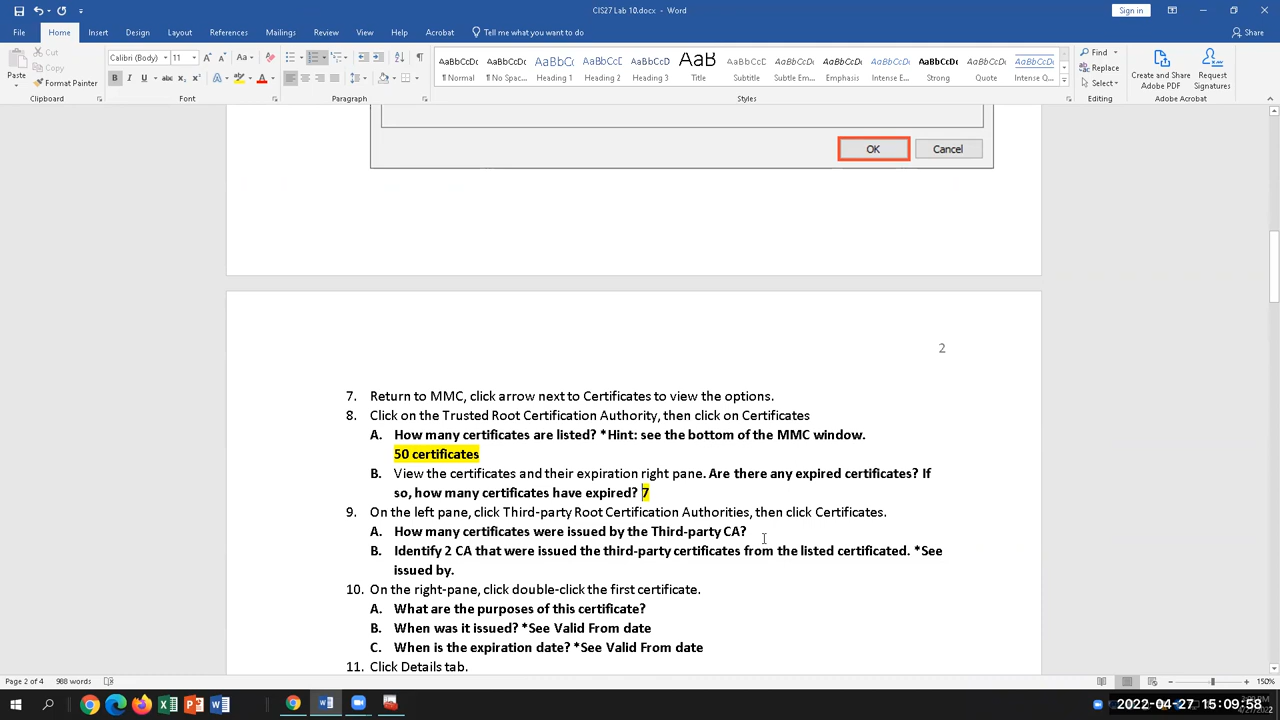 CIS27 Lab 10.docx - Word
Sign in
File Home Insert Design Layout References Mailings Review View Help Acrobat Tell me what you want to do Share
Paste
Cut
Copy
Format Painter
Clipboard
Calibri (Body) 11
Font
Paragraph
AaBbCcDc AaBbCcDc AaBbC( AaBbCcC AaBbCcD AaB AaBbCcD AaBbCcDc AaBbCcDc AaBbCcDc AaBbCcDc AaBbCcDc AaBbCcDc
¶ Normal ¶ No Spac... Heading 1 Heading 2 Heading 3 Title Subtitle Subtle Em... Emphasis Intense E... Strong Quote Intense Q...
Styles
Find
Replace
Select
Editing
Create and Share Adobe PDF
Request Signatures
Adobe Acrobat
OK Cancel
2
7. Return to MMC, click arrow next to Certificates to view the options.
8. Click on the Trusted Root Certification Authority, then click on Certificates
A. How many certificates are listed? *Hint: see the bottom of the MMC window.
50 certificates
B. View the certificates and their expiration right pane. Are there any expired certificates? If
so, how many certificates have expired? 7
9. On the left pane, click Third-party Root Certification Authorities, then click Certificates.
A. How many certificates were issued by the Third-party CA?
B. Identify 2 CA that were issued the third-party certificates from the listed certificated. *See
issued by.
10. On the right-pane, click double-click the first certificate.
A. What are the purposes of this certificate?
B. When was it issued? *See Valid From date
C. When is the expiration date? *See Valid From date
11. Click Details tab.
Page 2 of 4 988 words 150%
2022-04-27 15:09:58